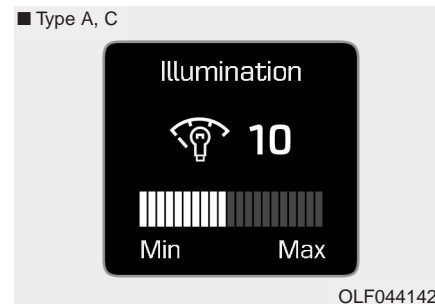 ■ Type A, C
Illumination
10
Min Max
OLF044142